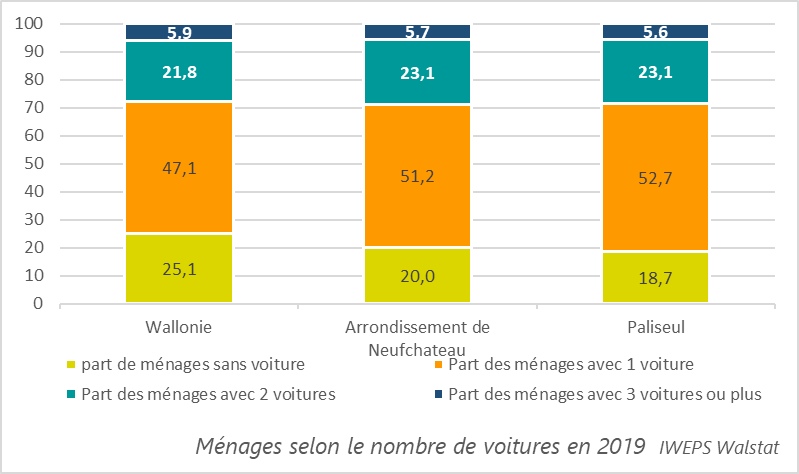 100
90
80
70
60
50
40
30
20
10
0
5,9 5,7 5,6
21,8 23,1 23,1
47,1 51,2 52,7
25,1 20,0 18,7
Wallonie Arrondissement de Paliseul
Neufchateau
part de ménages sans voiture Part des ménages avec 1 voiture
Part des ménages avec 2 voitures Part des ménages avec 3 voitures ou plus
Ménages selon le nombre de voitures en 2019 IWEPS Walstat